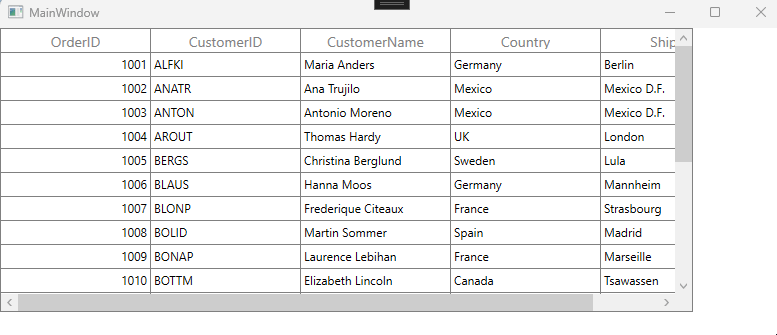 MainWindow
OrderID CustomerID CustomerName Country Ship
1001 ALFKI Maria Anders Germany Berlin
1002 ANATR Ana Trujilo Mexico Mexico D.F.
1003 ANTON Antonio Moreno Mexico Mexico D.F.
1004 AROUT Thomas Hardy UK London
1005 BERGS Christina Berglund Sweden Lula
1006 BLAUS Hanna Moos Germany Mannheim
1007 BLONP Frederique Citeaux France Strasbourg
1008 BOLID Martin Sommer Spain Madrid
1009 BONAP Laurence Lebihan France Marseille
1010 BOTTM Elizabeth Lincoln Canada Tsawassen